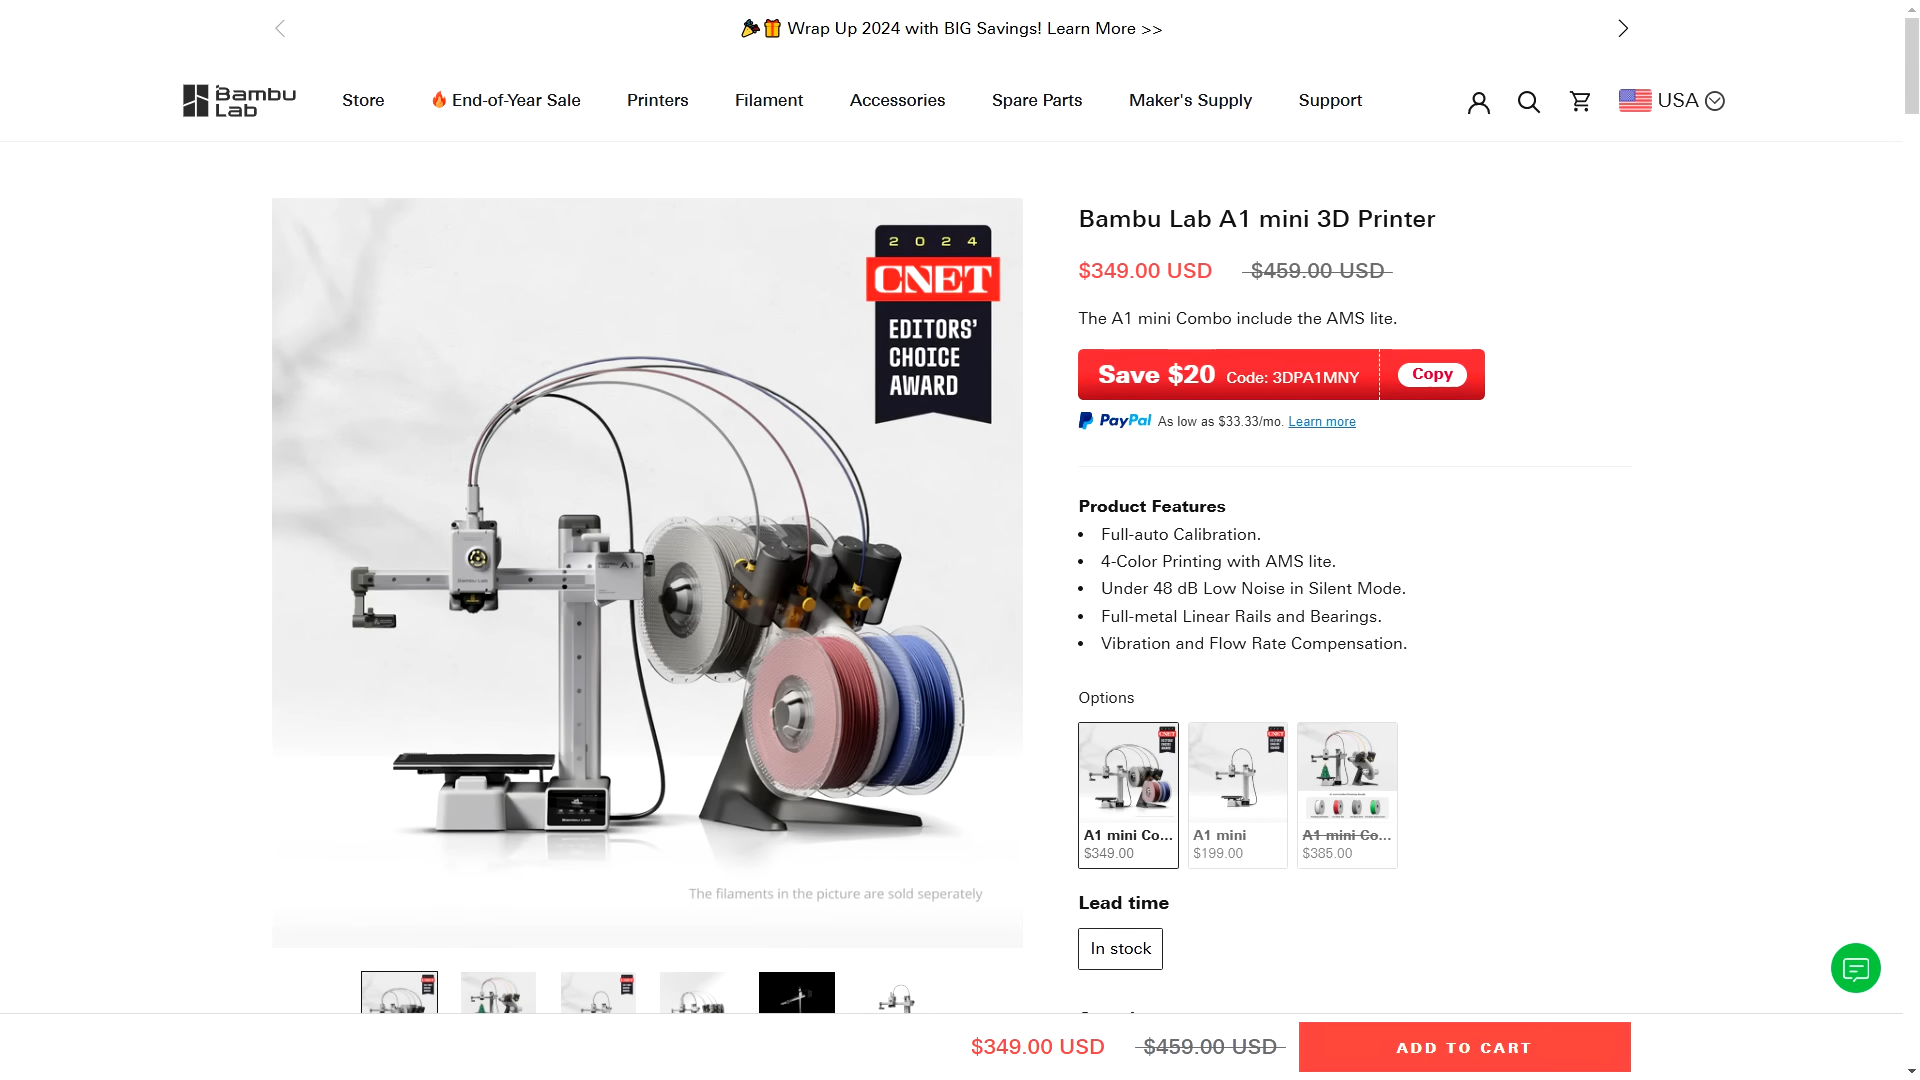 🎉🎁 Wrap Up 2024 with BIG Savings! Learn More >>
Bambu Lab
Store
🔥 End-of-Year Sale
Printers
Filament
Accessories
Spare Parts
Maker's Supply
Support
USA
2024
CNET
EDITORS'
CHOICE
AWARD
Bambu Lab
A1
BAMBU LAB
The filaments in the picture are sold seperately
Bambu Lab A1 mini 3D Printer
$349.00 USD $459.00 USD
The A1 mini Combo include the AMS lite.
Save $20 Code: 3DPA1MNY Copy
PayPal As low as $33.33/mo. Learn more
Product Features
• Full-auto Calibration.
• 4-Color Printing with AMS lite.
• Under 48 dB Low Noise in Silent Mode.
• Full-metal Linear Rails and Bearings.
• Vibration and Flow Rate Compensation.
Options
A1 mini Co...
$349.00
A1 mini
$199.00
A1 mini Co...
$385.00
Lead time
In stock
$349.00 USD $459.00 USD
ADD TO CART